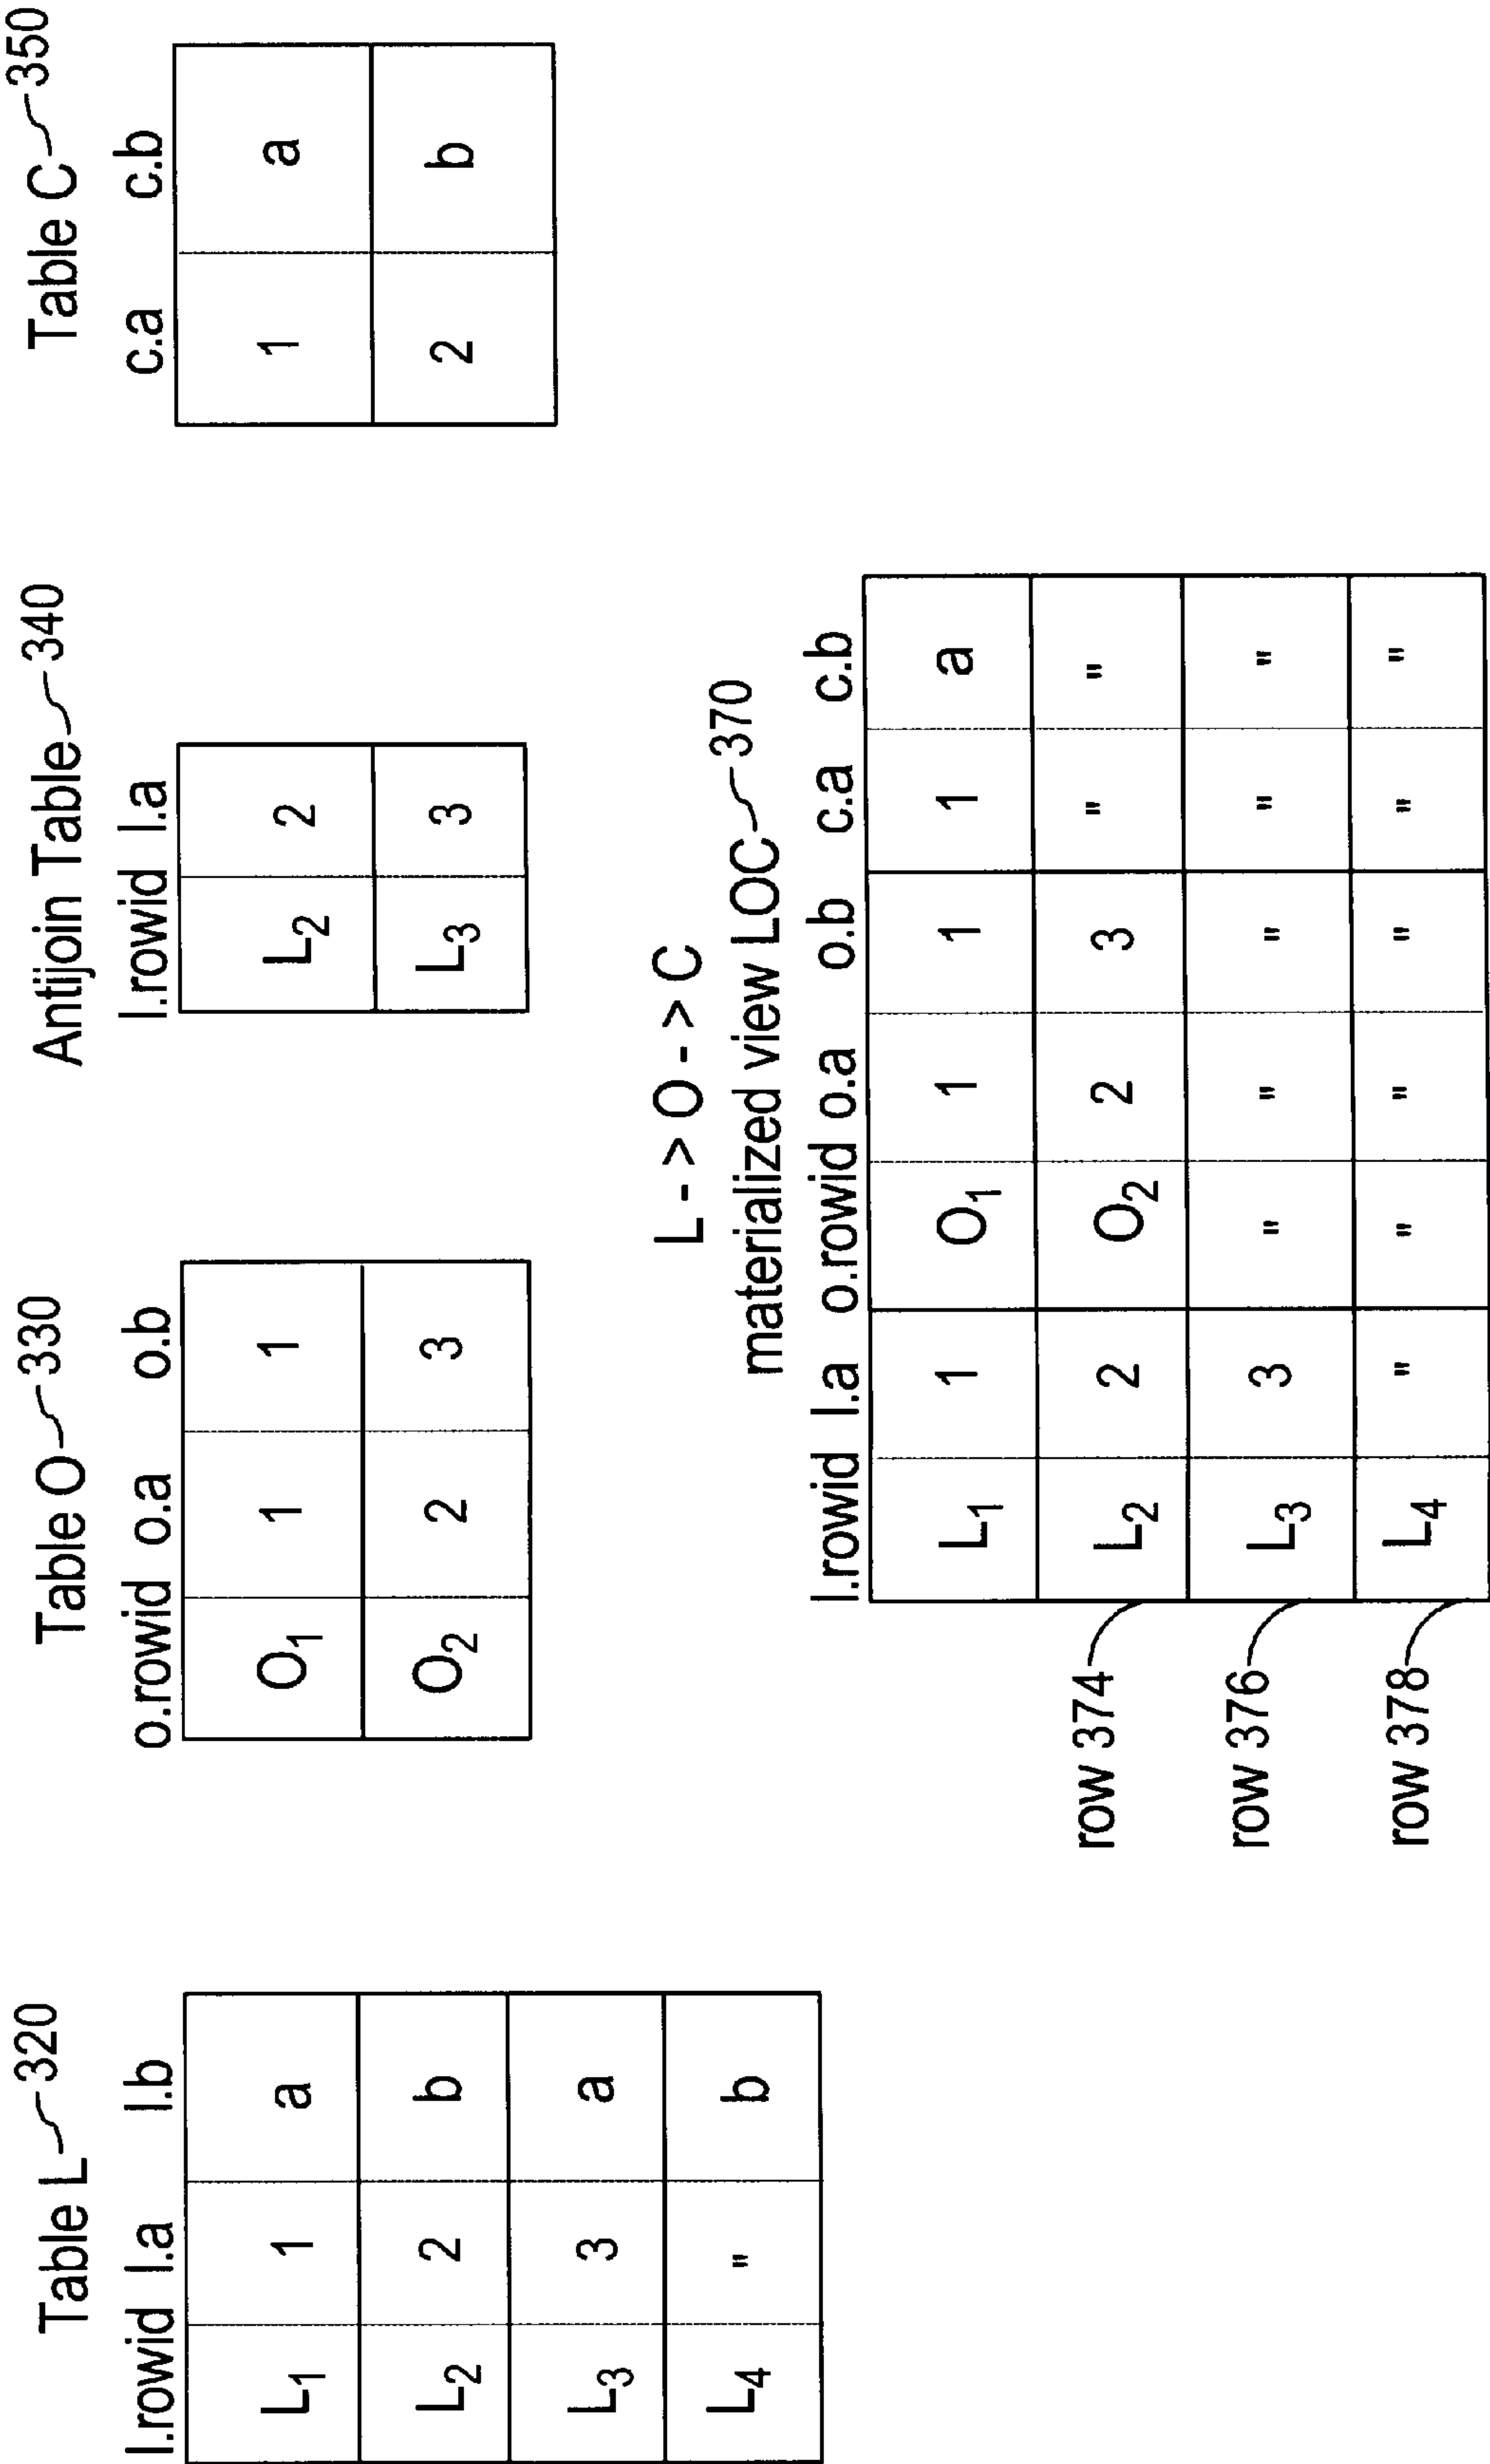 Table L 320
l.rowid l.a l.b
L1 1 a
L2 2 b
L3 3 a
L4 " b
Table O 330
o.rowid o.a o.b
O1 1 1
O2 2 3
Antijoin Table 340
l.rowid l.a
L2 2
L3 3
Table C 350
c.a c.b
1 a
2 b
L - > O - > C
materialized view LOC 370
l.rowid l.a o.rowid o.a o.b c.a c.b
L1 1 O1 1 1 1 a
row 374 L2 2 O2 2 3 " "
row 376 L3 3 " " " " "
row 378 L4 " " " " " "